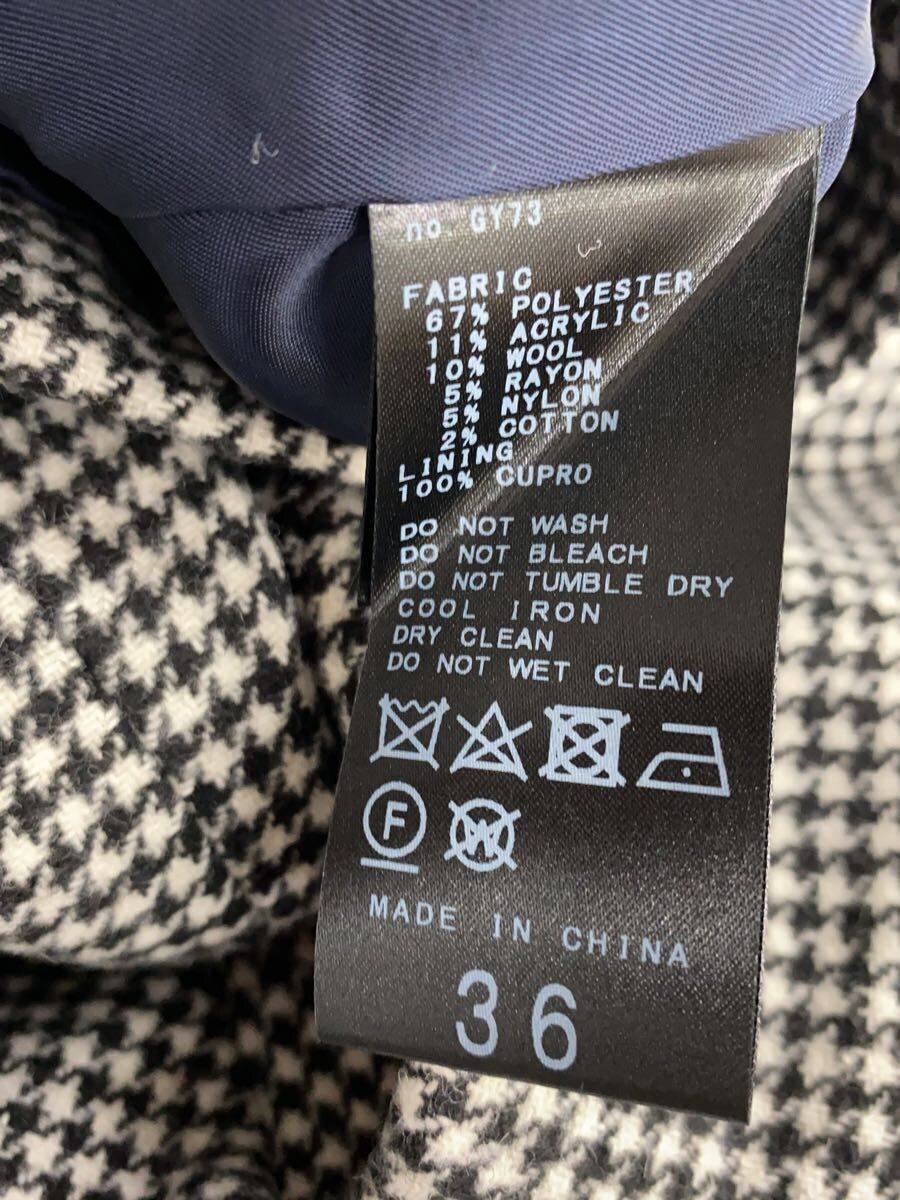 no. GY73
FABRIC
67% POLYESTER
11% ACRYLIC
10% WOOL
5% RAYON
5% NYLON
2% COTTON
LINING
100% CUPRO
DO NOT WASH
DO NOT BLEACH
DO NOT TUMBLE DRY
COOL IRON
DRY CLEAN
DO NOT WET CLEAN
F W
MADE IN CHINA
36